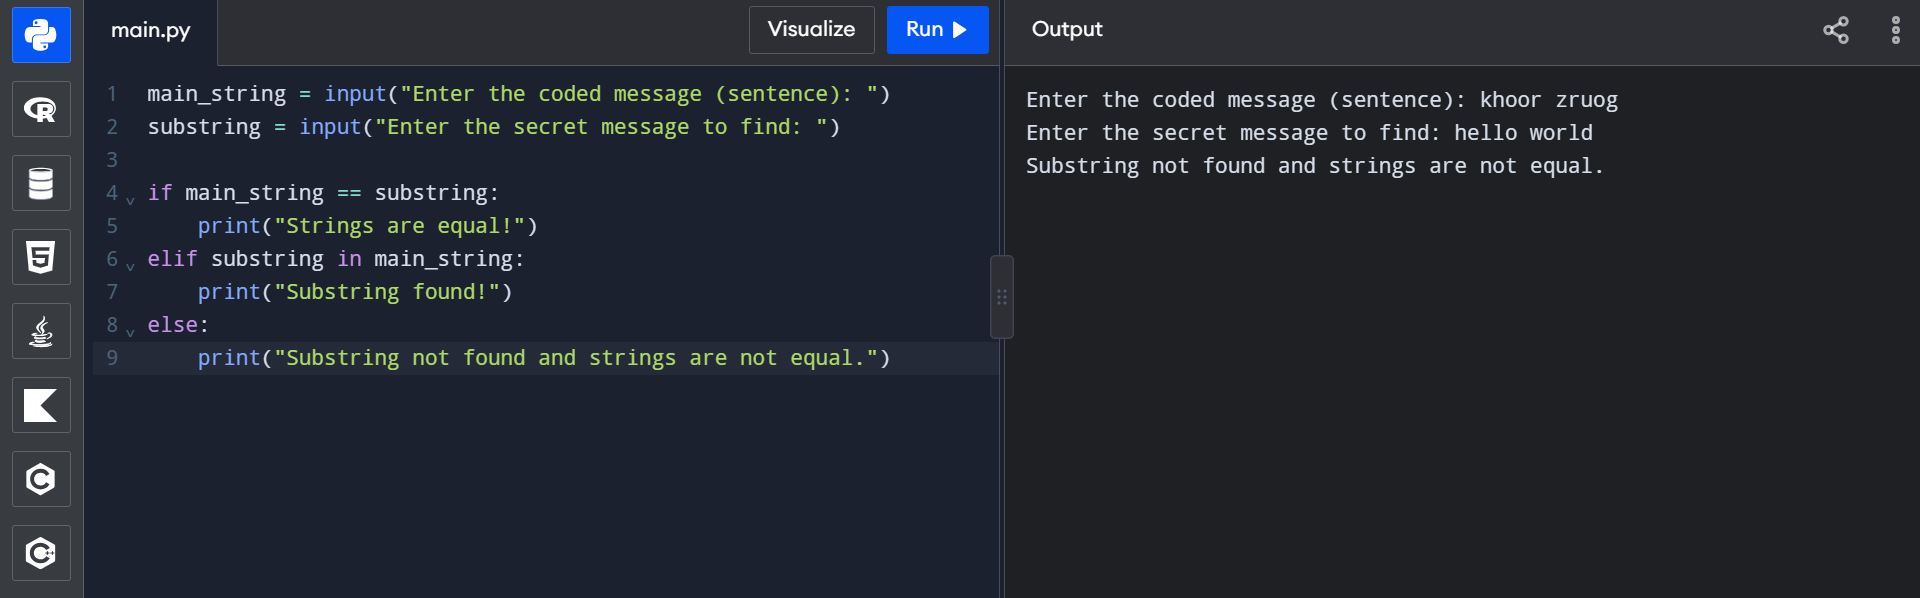 main.py
Visualize
Run
1 main_string = input("Enter the coded message (sentence): ")
2 substring = input("Enter the secret message to find: ")
3
4 if main_string == substring:
5     print("Strings are equal!")
6 elif substring in main_string:
7     print("Substring found!")
8 else:
9     print("Substring not found and strings are not equal.")
Output
Enter the coded message (sentence): khoor zruog
Enter the secret message to find: hello world
Substring not found and strings are not equal.